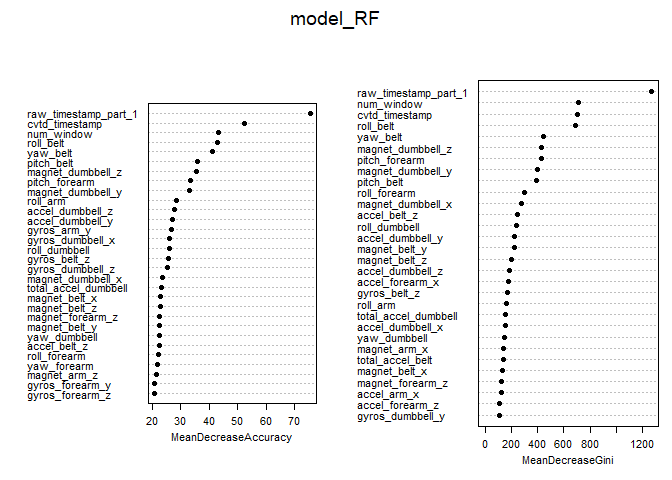 model_RF
raw_timestamp_part_1
cvtd_timestamp
num_window
roll_belt
yaw_belt
pitch_belt
magnet_dumbbell_z
pitch_forearm
magnet_dumbbell_y
roll_arm
accel_dumbbell_z
accel_dumbbell_y
gyros_arm_y
gyros_dumbbell_x
roll_dumbbell
gyros_belt_z
gyros_dumbbell_z
magnet_dumbbell_x
total_accel_dumbbell
magnet_belt_x
magnet_belt_z
magnet_forearm_z
magnet_belt_y
yaw_dumbbell
accel_belt_z
roll_forearm
yaw_forearm
magnet_arm_z
gyros_forearm_y
gyros_forearm_z
20 30 40 50 60 70
MeanDecreaseAccuracy
raw_timestamp_part_1
num_window
cvtd_timestamp
roll_belt
yaw_belt
magnet_dumbbell_z
pitch_forearm
magnet_dumbbell_y
pitch_belt
roll_forearm
magnet_dumbbell_x
accel_belt_z
roll_dumbbell
accel_dumbbell_y
magnet_belt_y
magnet_belt_z
accel_dumbbell_z
accel_forearm_x
gyros_belt_z
roll_arm
total_accel_dumbbell
accel_dumbbell_x
yaw_dumbbell
magnet_arm_x
total_accel_belt
magnet_belt_x
magnet_forearm_z
accel_arm_x
accel_forearm_z
gyros_dumbbell_y
0 200 400 600 800 1200
MeanDecreaseGini